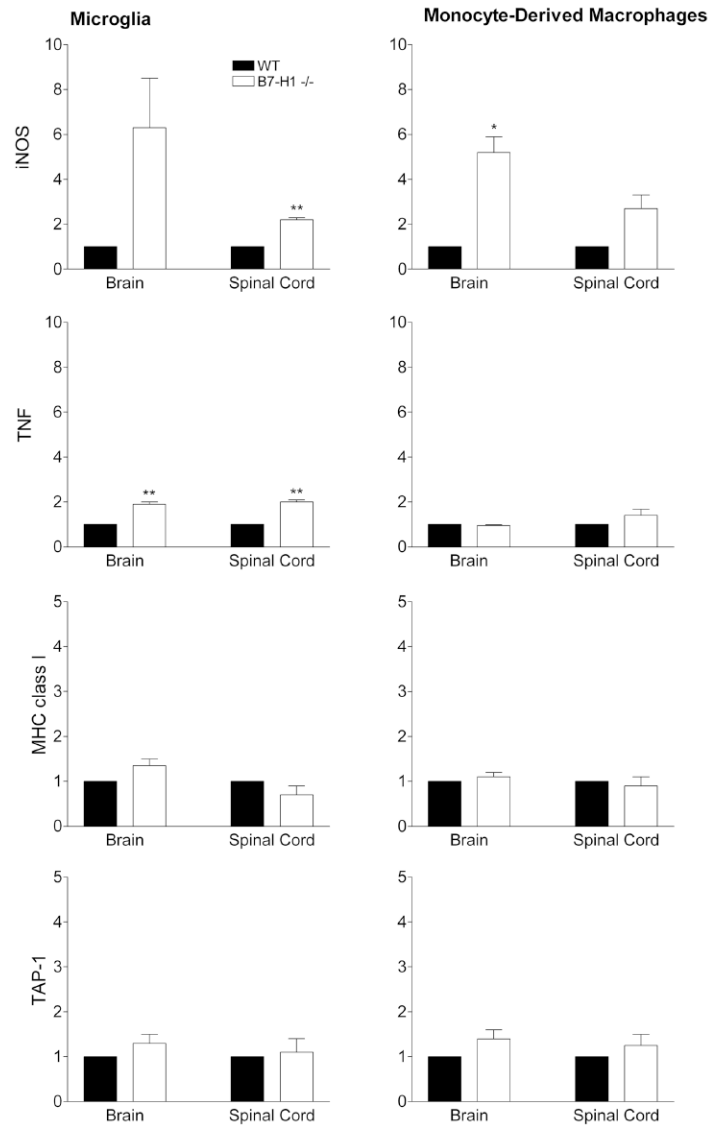 Microglia
Monocyte-Derived Macrophages
iNOS
10
8
6
4
2
0
WT
B7-H1 -/-
**
Brain
Spinal Cord
10
8
6
4
2
0
*
Brain
Spinal Cord
TNF
10
8
6
4
2
0
**
**
Brain
Spinal Cord
10
8
6
4
2
0
Brain
Spinal Cord
MHC class I
5
4
3
2
1
0
Brain
Spinal Cord
5
4
3
2
1
0
Brain
Spinal Cord
TAP-1
5
4
3
2
1
0
Brain
Spinal Cord
5
4
3
2
1
0
Brain
Spinal Cord